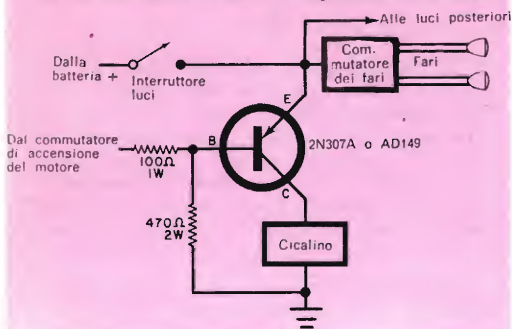 Alle luci posteriori
Dalla
batteria +
Interruttore
luci
Com.
mutatore
dei fari
Fari
E
B
C
2N307A o AD149
Dal commutatore
di accensione
del motore
100Ω
1W
470Ω
2W
Cicalino